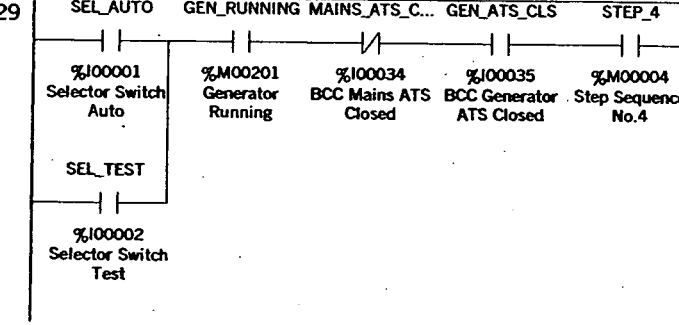 29
SEL_AUTO GEN_RUNNING MAINS_ATS_C... GEN_ATS_CLS STEP_4
%I00001 %M00201 %I00034 %I00035 %M00004
Selector Switch Generator BCC Mains ATS BCC Generator Step Sequenc
Auto Running Closed ATS Closed No.4
SEL_TEST
%I00002
Selector Switch
Test